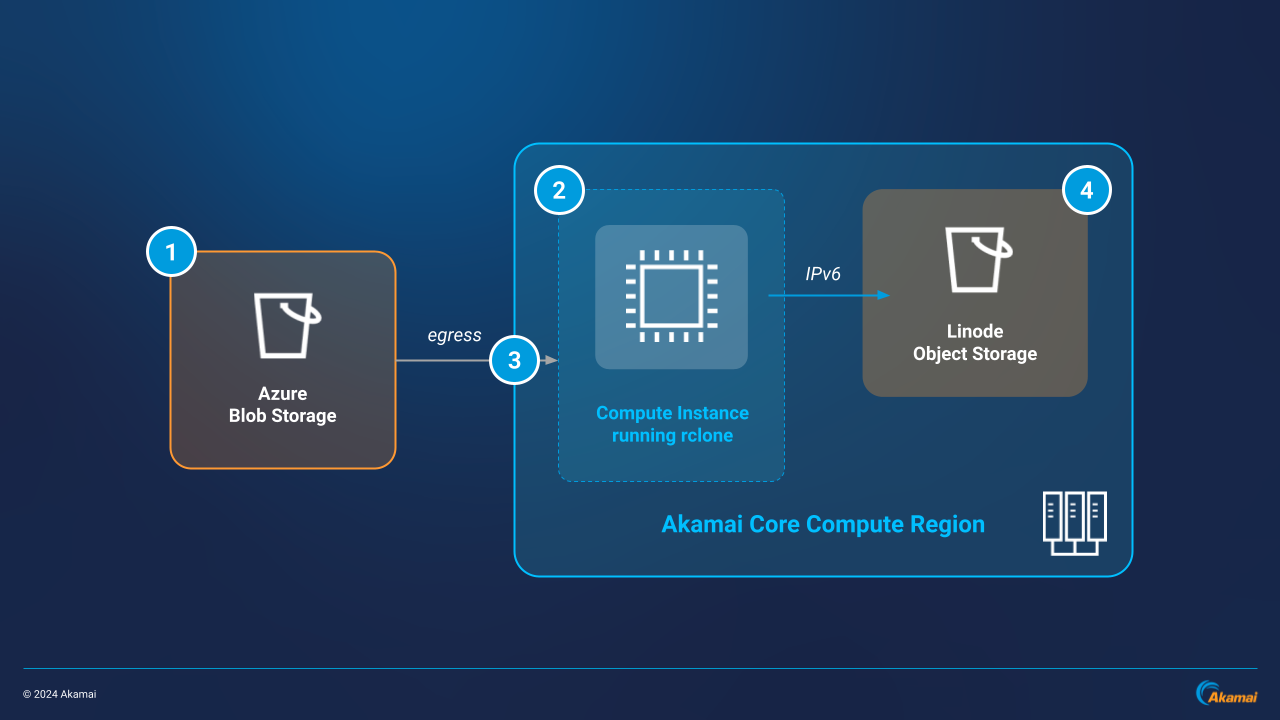 1
Azure
Blob Storage
egress
3
2
Compute Instance
running rclone
IPv6
4
Linode
Object Storage
Akamai Core Compute Region
© 2024 Akamai
Akamai